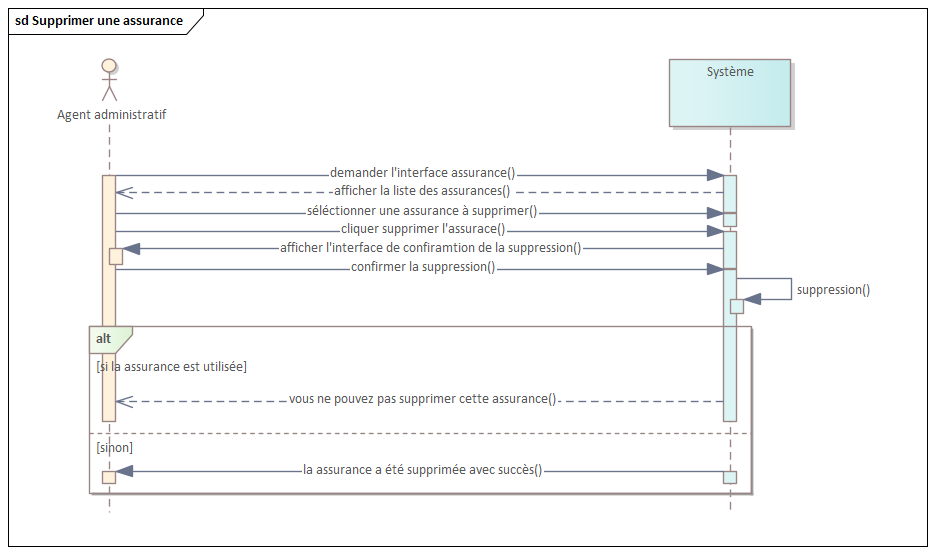 sd Supprimer une assurance
Agent administratif
Système
demander l'interface assurance()
afficher la liste des assurances()
séléctionner une assurance à supprimer()
cliquer supprimer l'assurace()
afficher l'interface de confiramtion de la suppression()
confirmer la suppression()
suppression()
alt
[si la assurance est utilisée]
vous ne pouvez pas supprimer cette assurance()
[sinon]
la assurance a été supprimée avec succès()